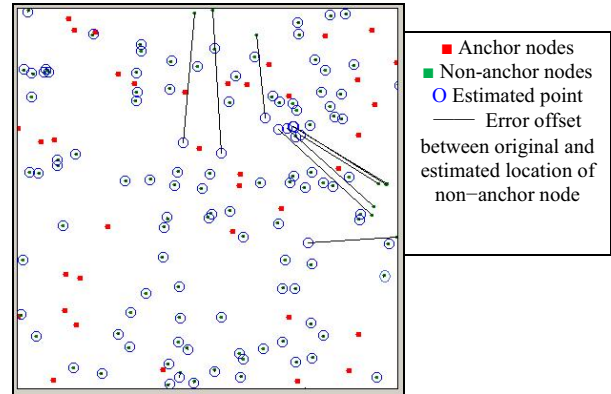 ■ Anchor nodes
■ Non-anchor nodes
O Estimated point
—— Error offset
between original and
estimated location of
non−anchor node